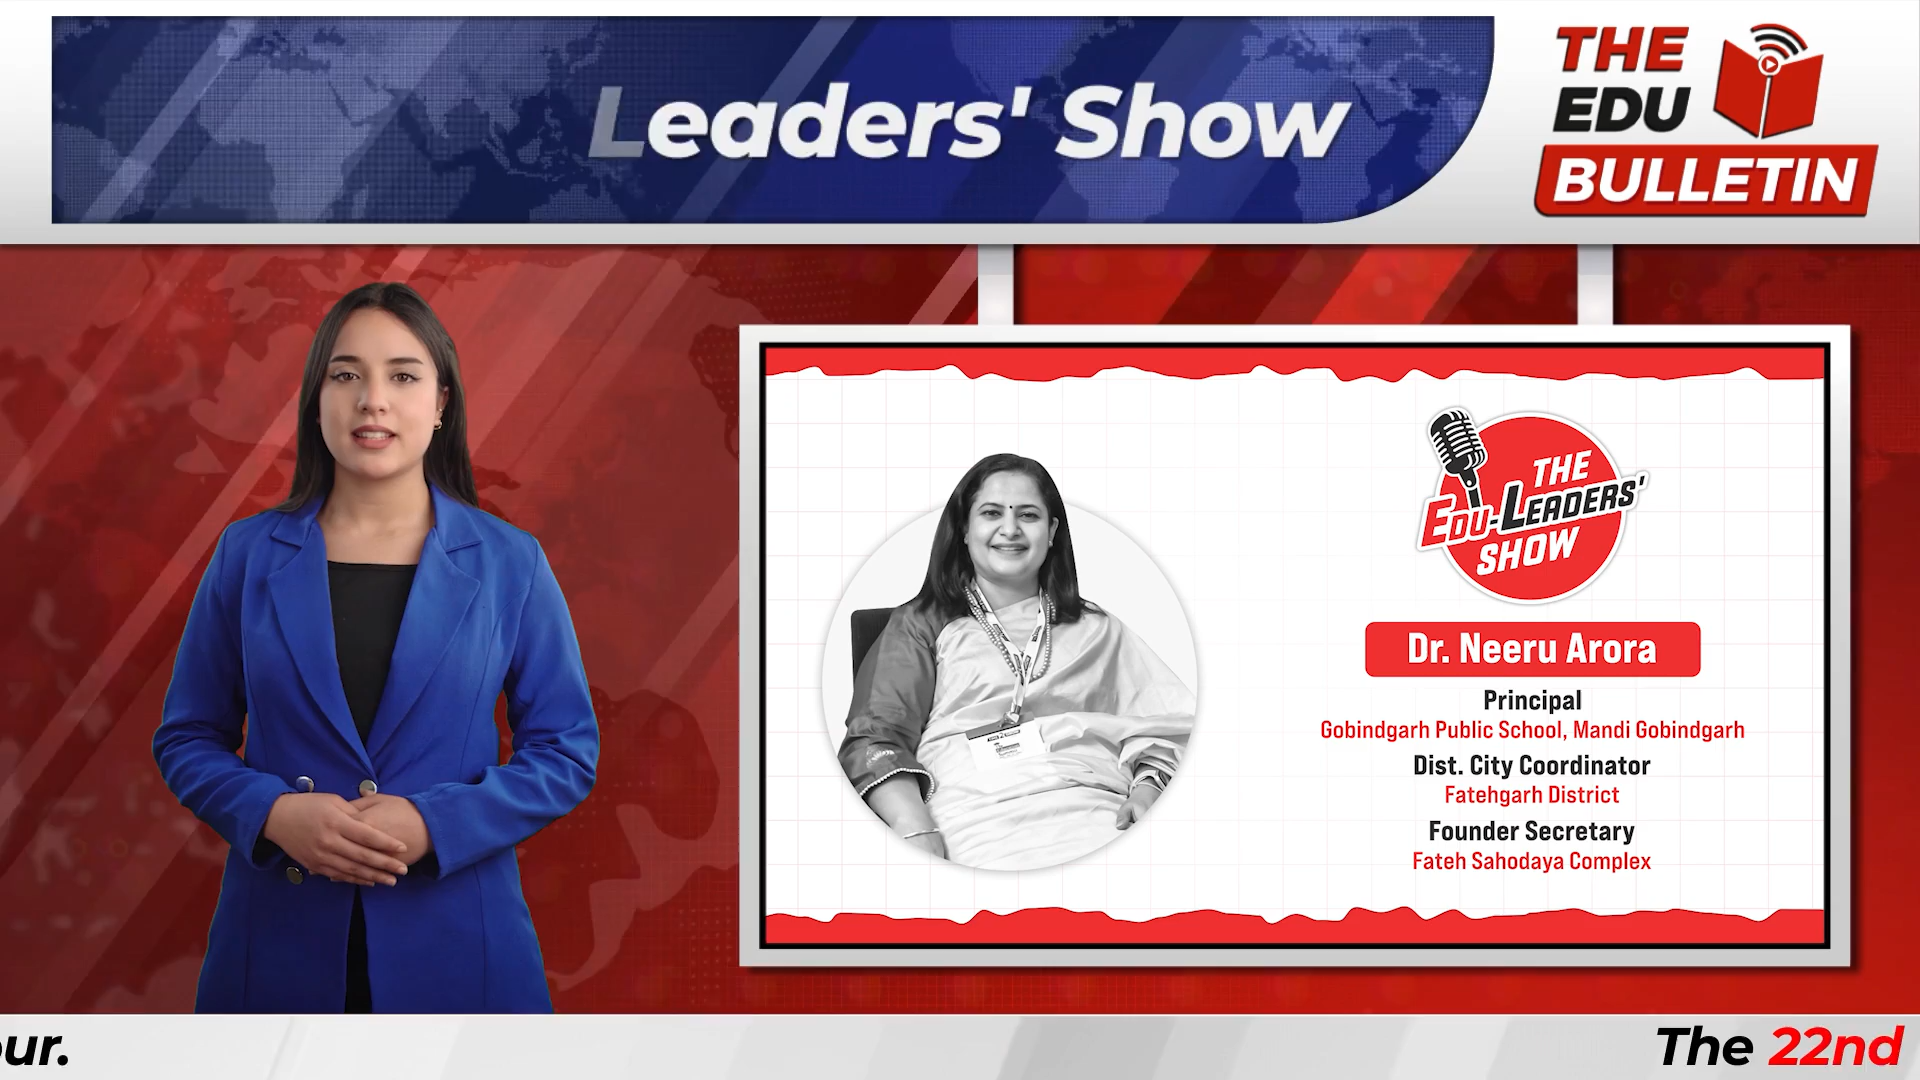 Leaders' Show
THE
EDU
BULLETIN
THE
EDU-LEADERS'
SHOW
Dr. Neeru Arora
Principal
Gobindgarh Public School, Mandi Gobindgarh
Dist. City Coordinator
Fatehgarh District
Founder Secretary
Fateh Sahodaya Complex
The 22nd